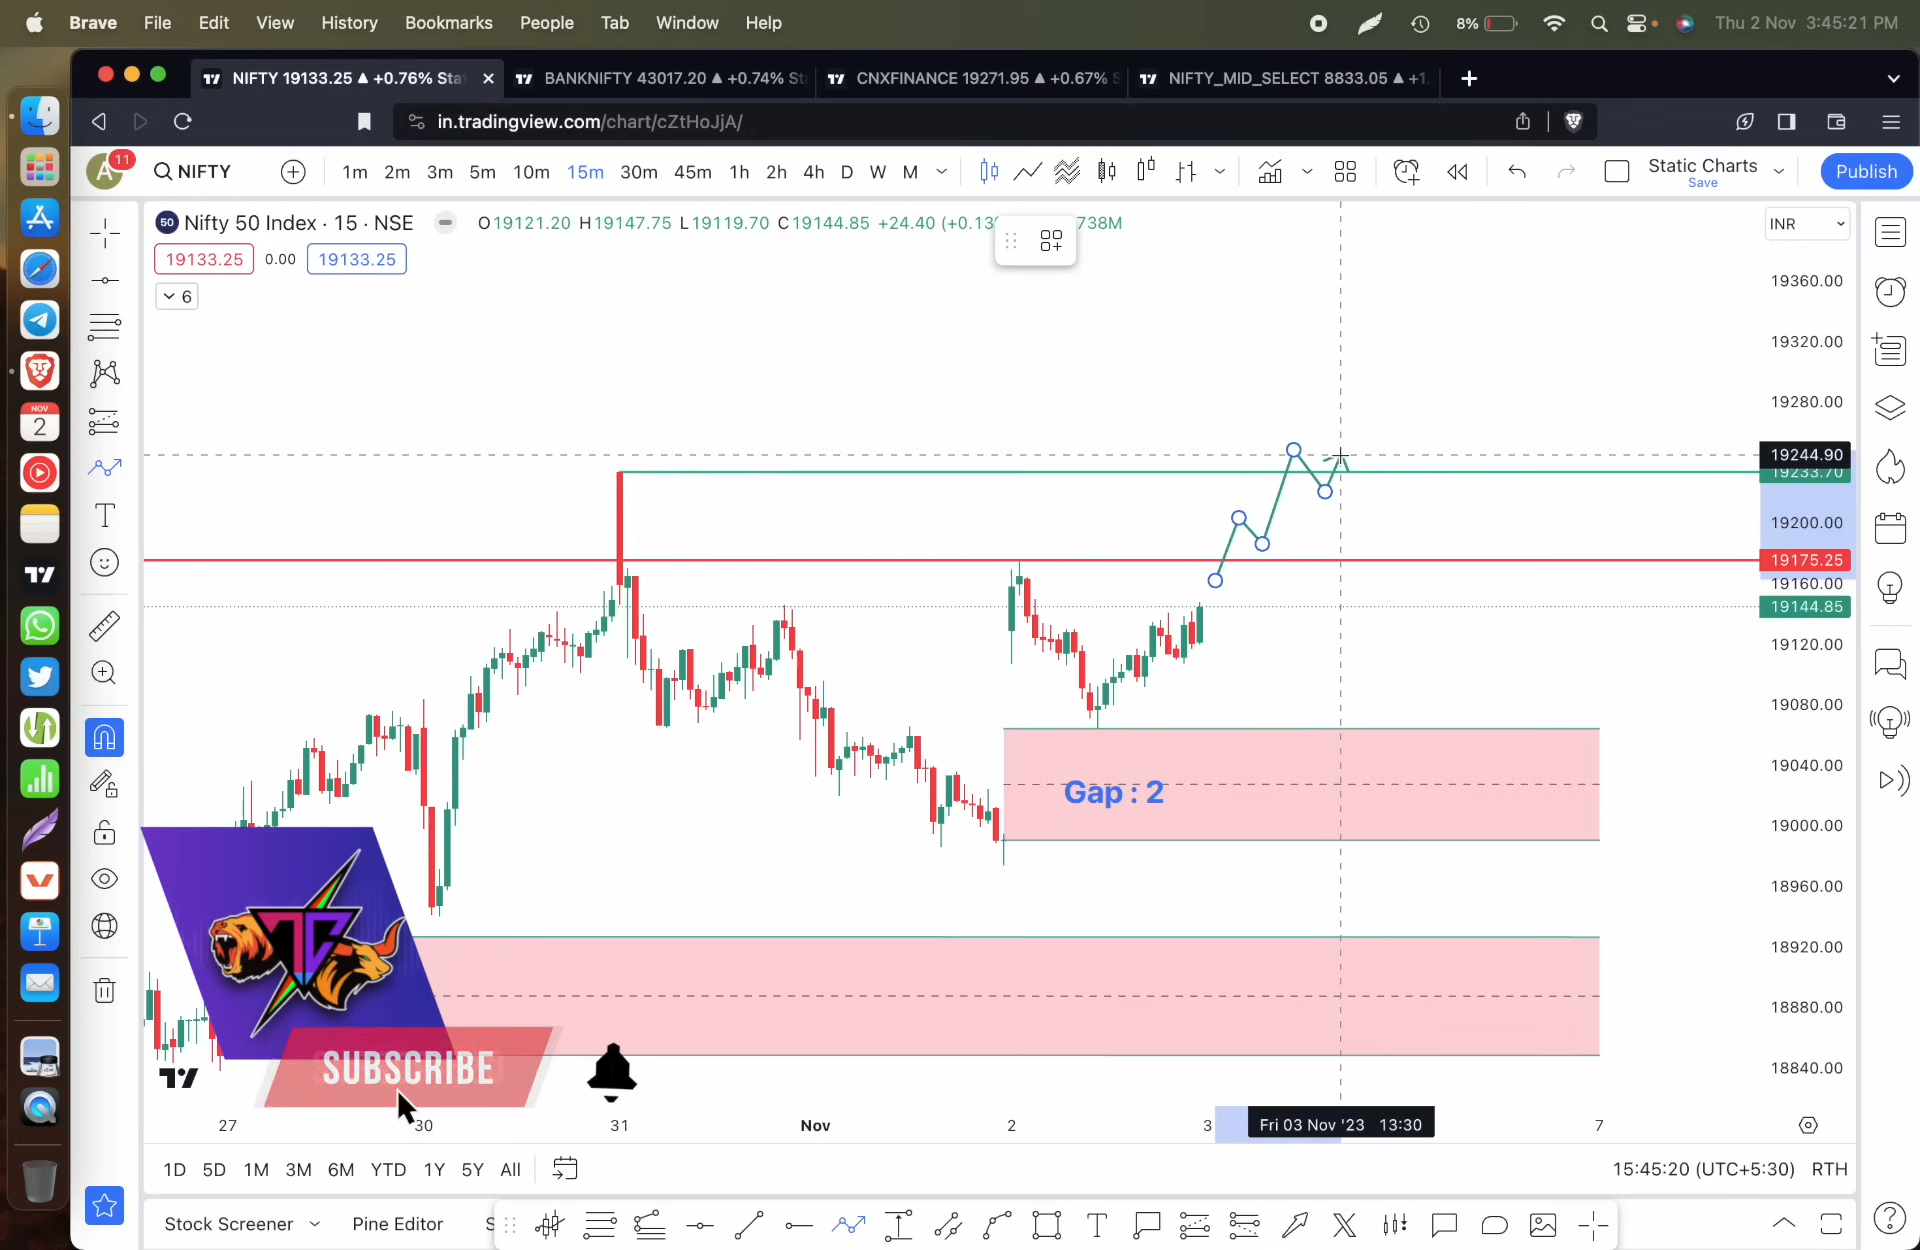 Brave File Edit View History Bookmarks People Tab Window Help 8% Thu 2 Nov 3:45:21 PM
NIFTY 19133.25 ▲ +0.76% Sta BANKNIFTY 43017.20 ▲ +0.74% St CNXFINANCE 19271.95 ▲ +0.67% S NIFTY_MID_SELECT 8833.05 ▲ +1.
in.tradingview.com/chart/cZtHoJjA/
A 11 NIFTY 1m 2m 3m 5m 10m 15m 30m 45m 1h 2h 4h D W M Static Charts Save Publish
50 Nifty 50 Index · 15 · NSE O19121.20 H19147.75 L19119.70 C19144.85 +24.40 (+0.13 738M INR
19133.25 0.00 19133.25
6
19360.00
19320.00
19280.00
19244.90
19233.70
19200.00
19175.25
19160.00
19144.85
19120.00
19080.00
19040.00
Gap : 2
19000.00
18960.00
18920.00
18880.00
18840.00
NOV
2
TC
SUBSCRIBE
27 30 31 Nov 2 3 Fri 03 Nov '23 13:30 7
1D 5D 1M 3M 6M YTD 1Y 5Y All 15:45:20 (UTC+5:30) RTH
Stock Screener Pine Editor S